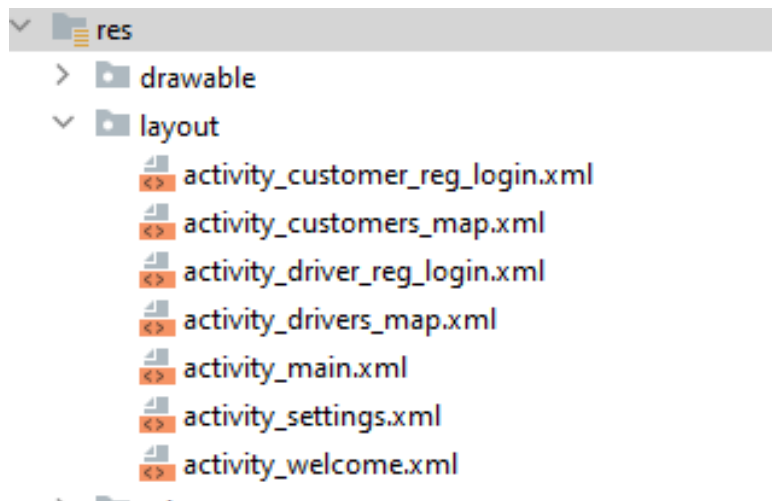 res
drawable
layout
activity_customer_reg_login.xml
activity_customers_map.xml
activity_driver_reg_login.xml
activity_drivers_map.xml
activity_main.xml
activity_settings.xml
activity_welcome.xml